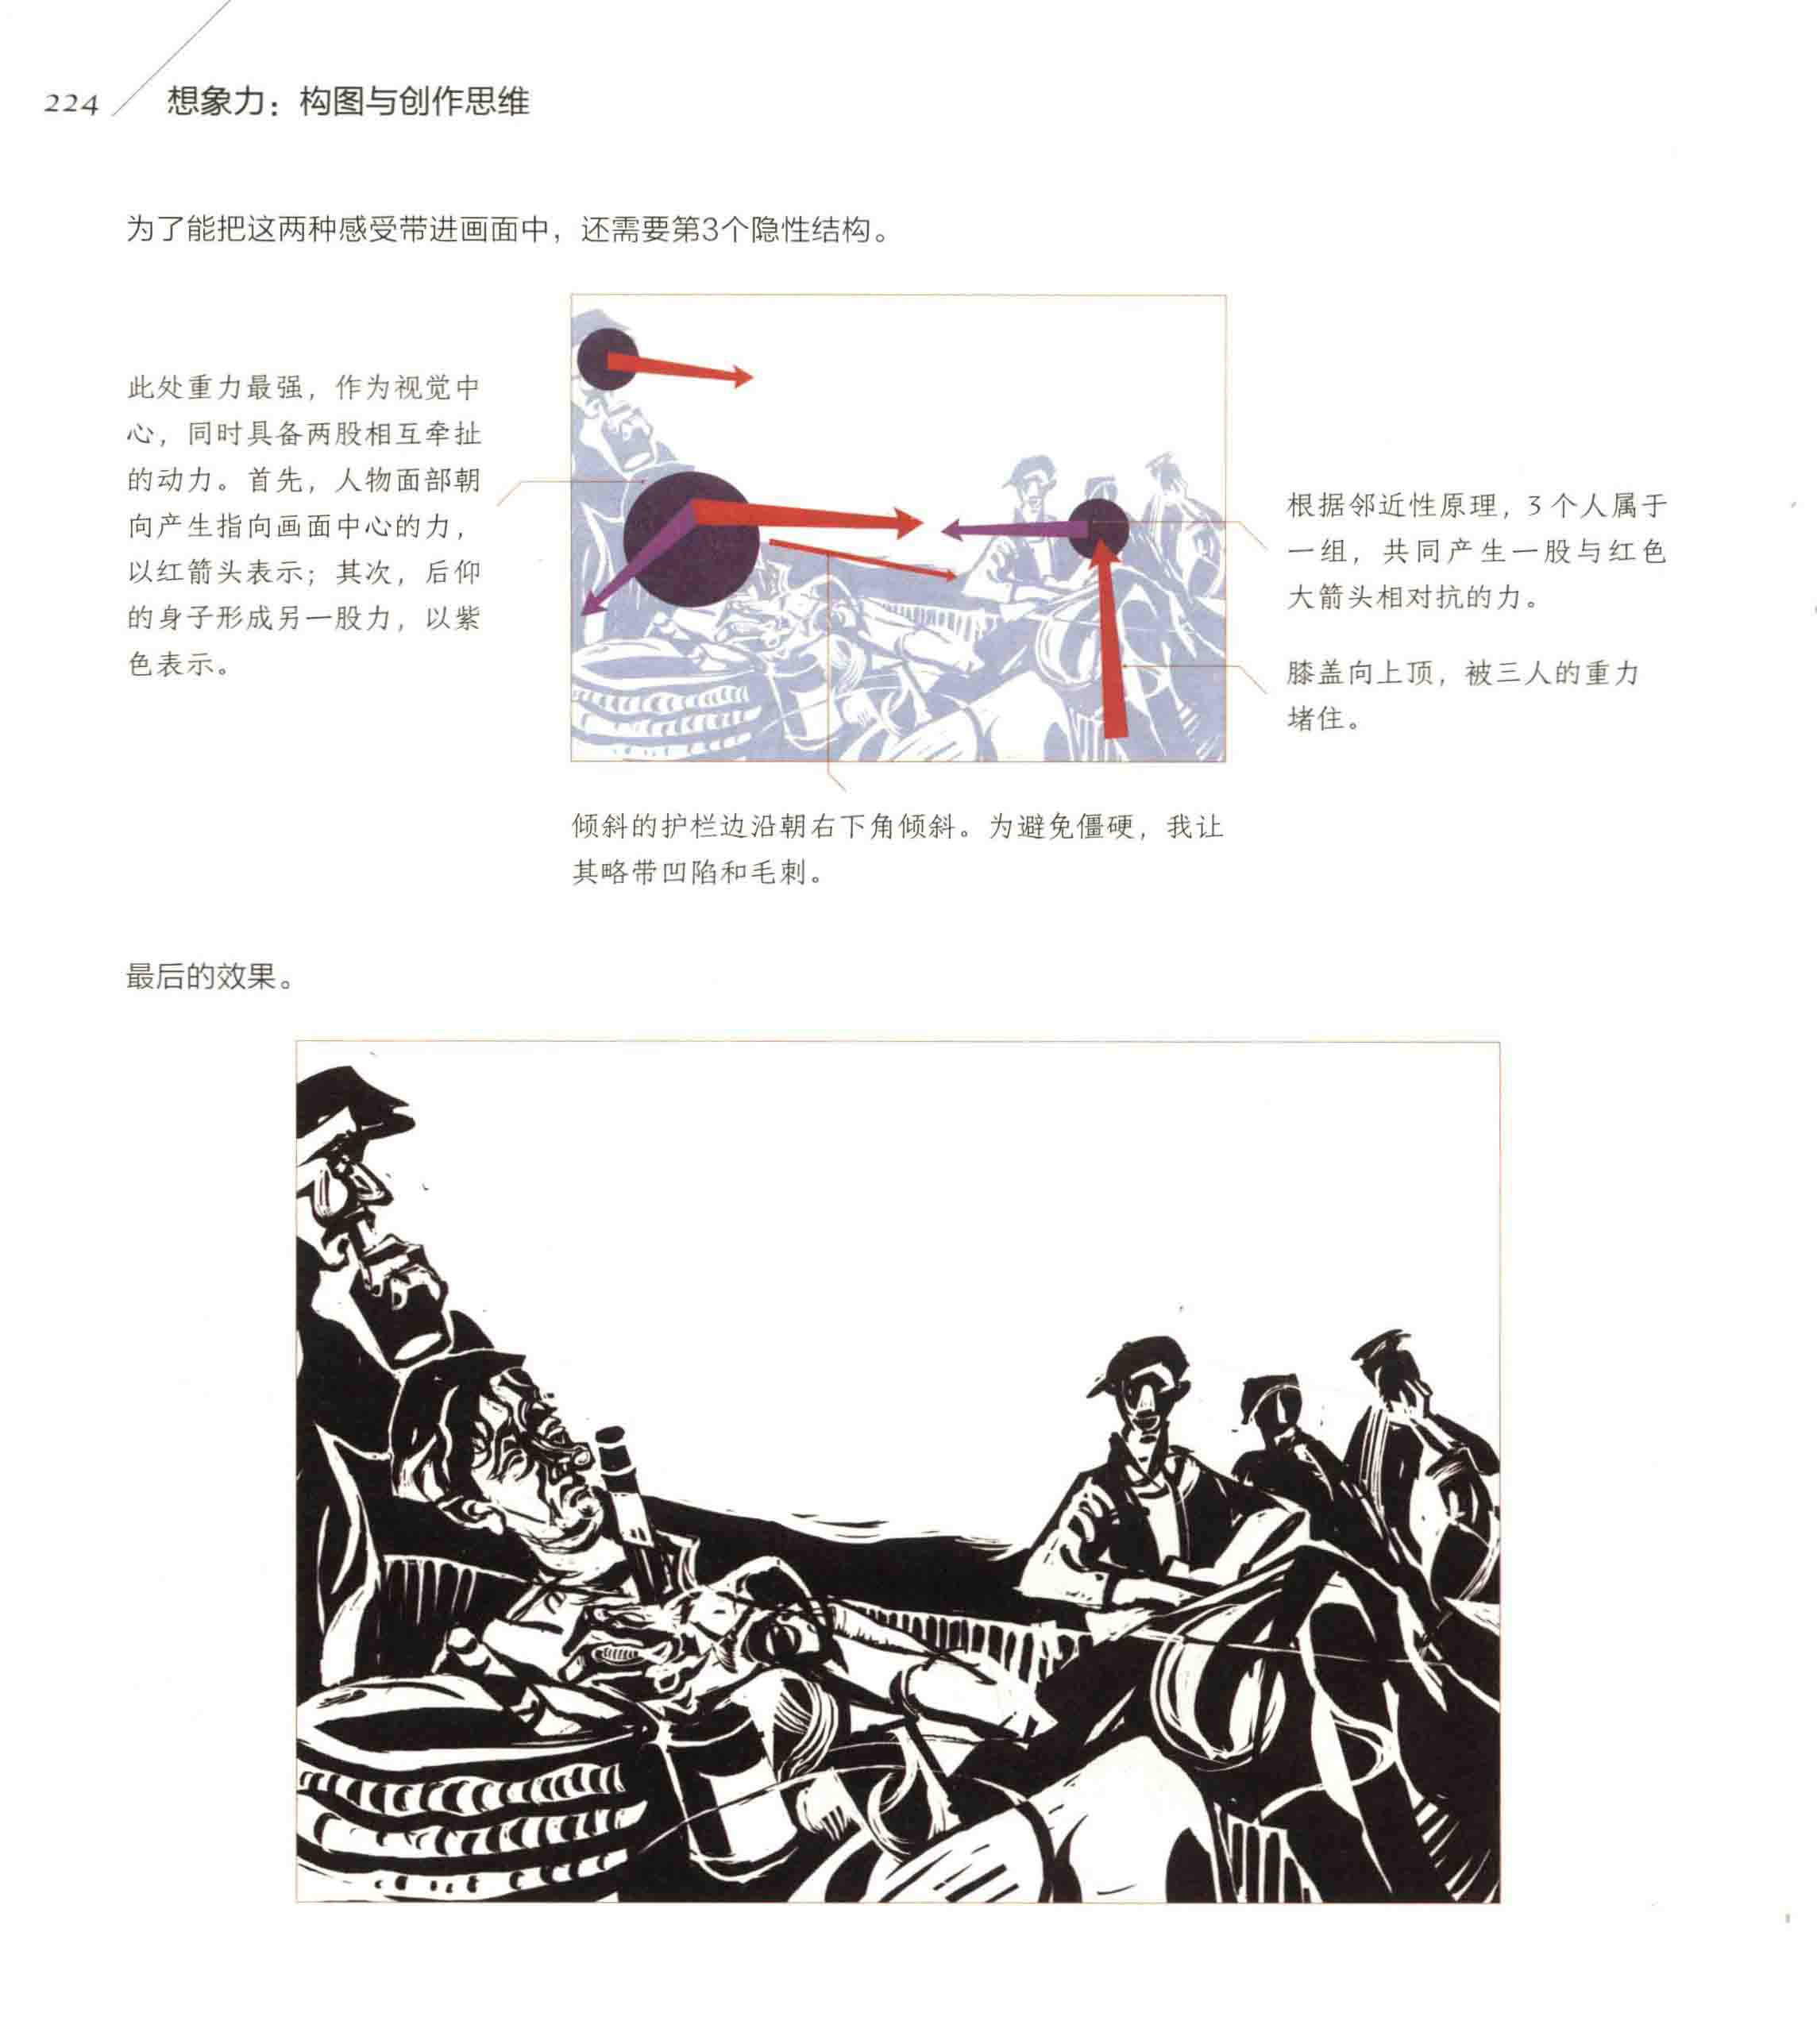 224 想象力：构图与创作思维
为了能把这两种感受带进画面中，还需要第3个隐性结构。
此处重力最强，作为视觉中
心，同时具备两股相互牵扯
的动力。首先，人物面部朝
向产生指向画面中心的力，
以红箭头表示；其次，后仰
的身子形成另一股力，以紫
色表示。
根据邻近性原理，3个人属于
一组，共同产生一股与红色
大箭头相对抗的力。
膝盖向上顶，被三人的重力
堵住。
倾斜的护栏边沿朝右下角倾斜。为避免僵硬，我让
其略带凹陷和毛刺。
最后的效果。